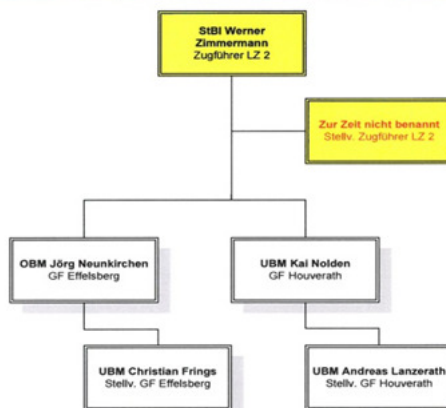 StBI Werner
Zimmermann
Zugführer LZ 2
Zur Zeit nicht benannt
Stellv. Zugführer LZ 2
OBM Jörg Neunkirchen
GF Effelsberg
UBM Kai Nolden
GF Houverath
UBM Christian Frings
Stellv. GF Effelsberg
UBM Andreas Lanzerath
Stellv. GF Houverath